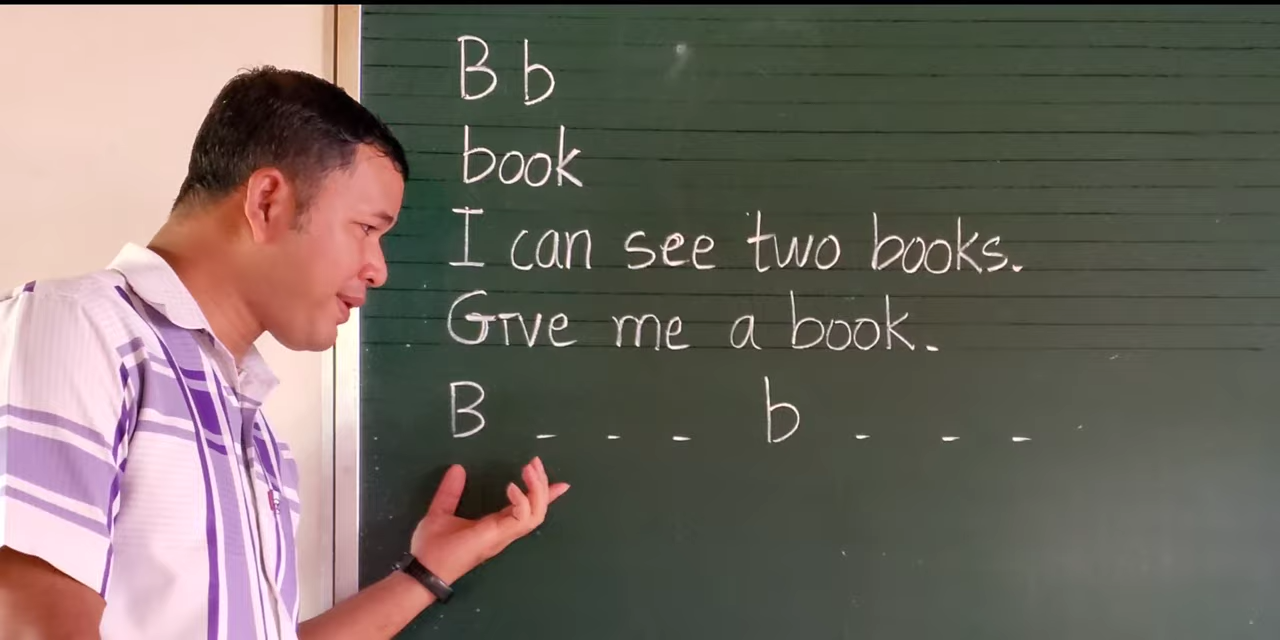 B b
book
I can see two books.
Give me a book.
B _ _ _ b _ _ _